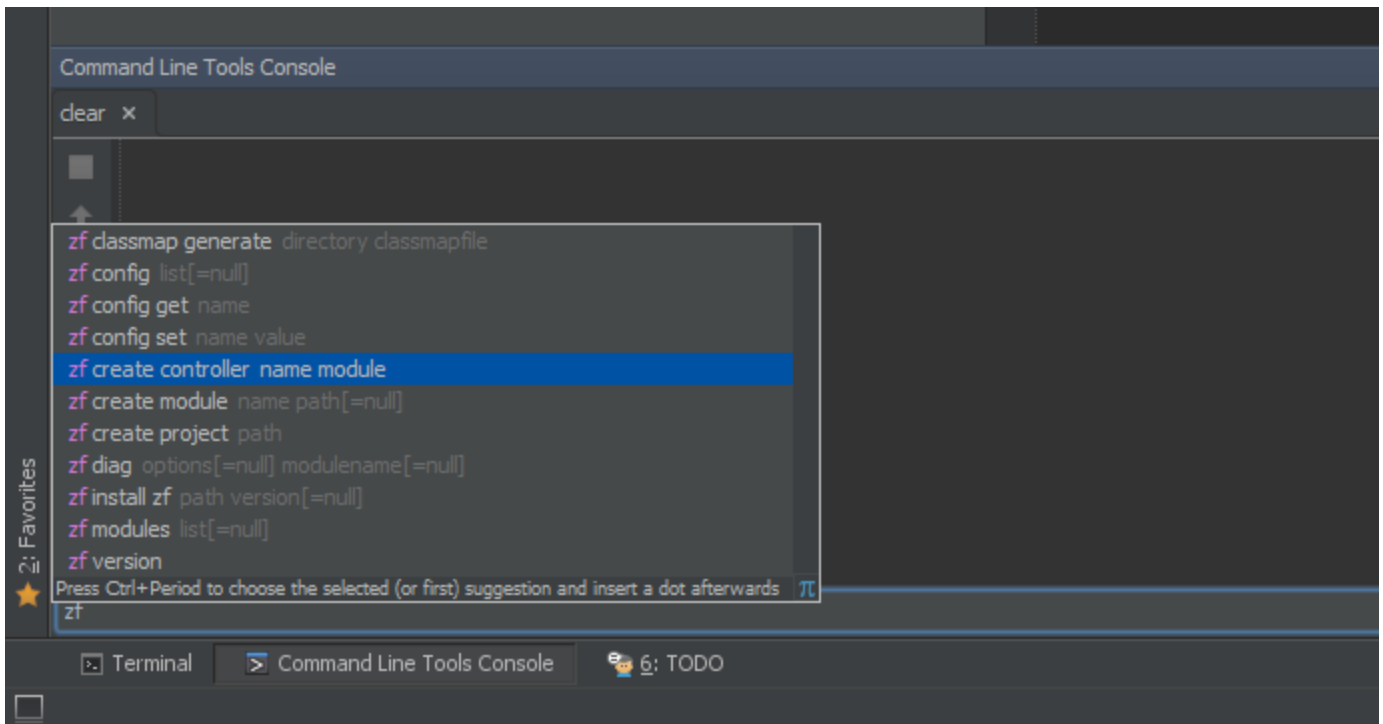 Command Line Tools Console
clear ×
zf classmap generate directory classmapfile
zf config list[=null]
zf config get name
zf config set name value
zf create controller name module
zf create module name path[=null]
zf create project path
zf diag options[=null] modulename[=null]
zf install zf path version[=null]
zf modules list[=null]
zf version
Press Ctrl+Period to choose the selected (or first) suggestion and insert a dot afterwards π
zf
2: Favorites
Terminal Command Line Tools Console 6: TODO